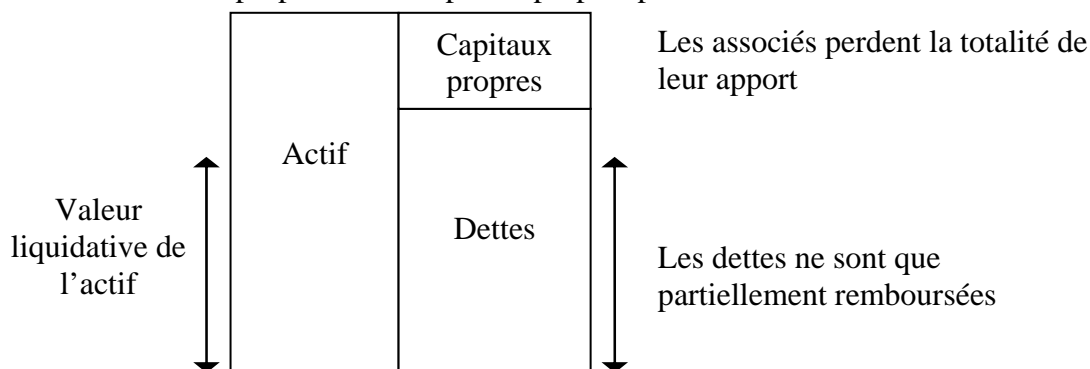 Capitaux
propres
Les associés perdent la totalité de
leur apport
Actif
Valeur
liquidative de
l'actif
Dettes
Les dettes ne sont que
partiellement remboursées